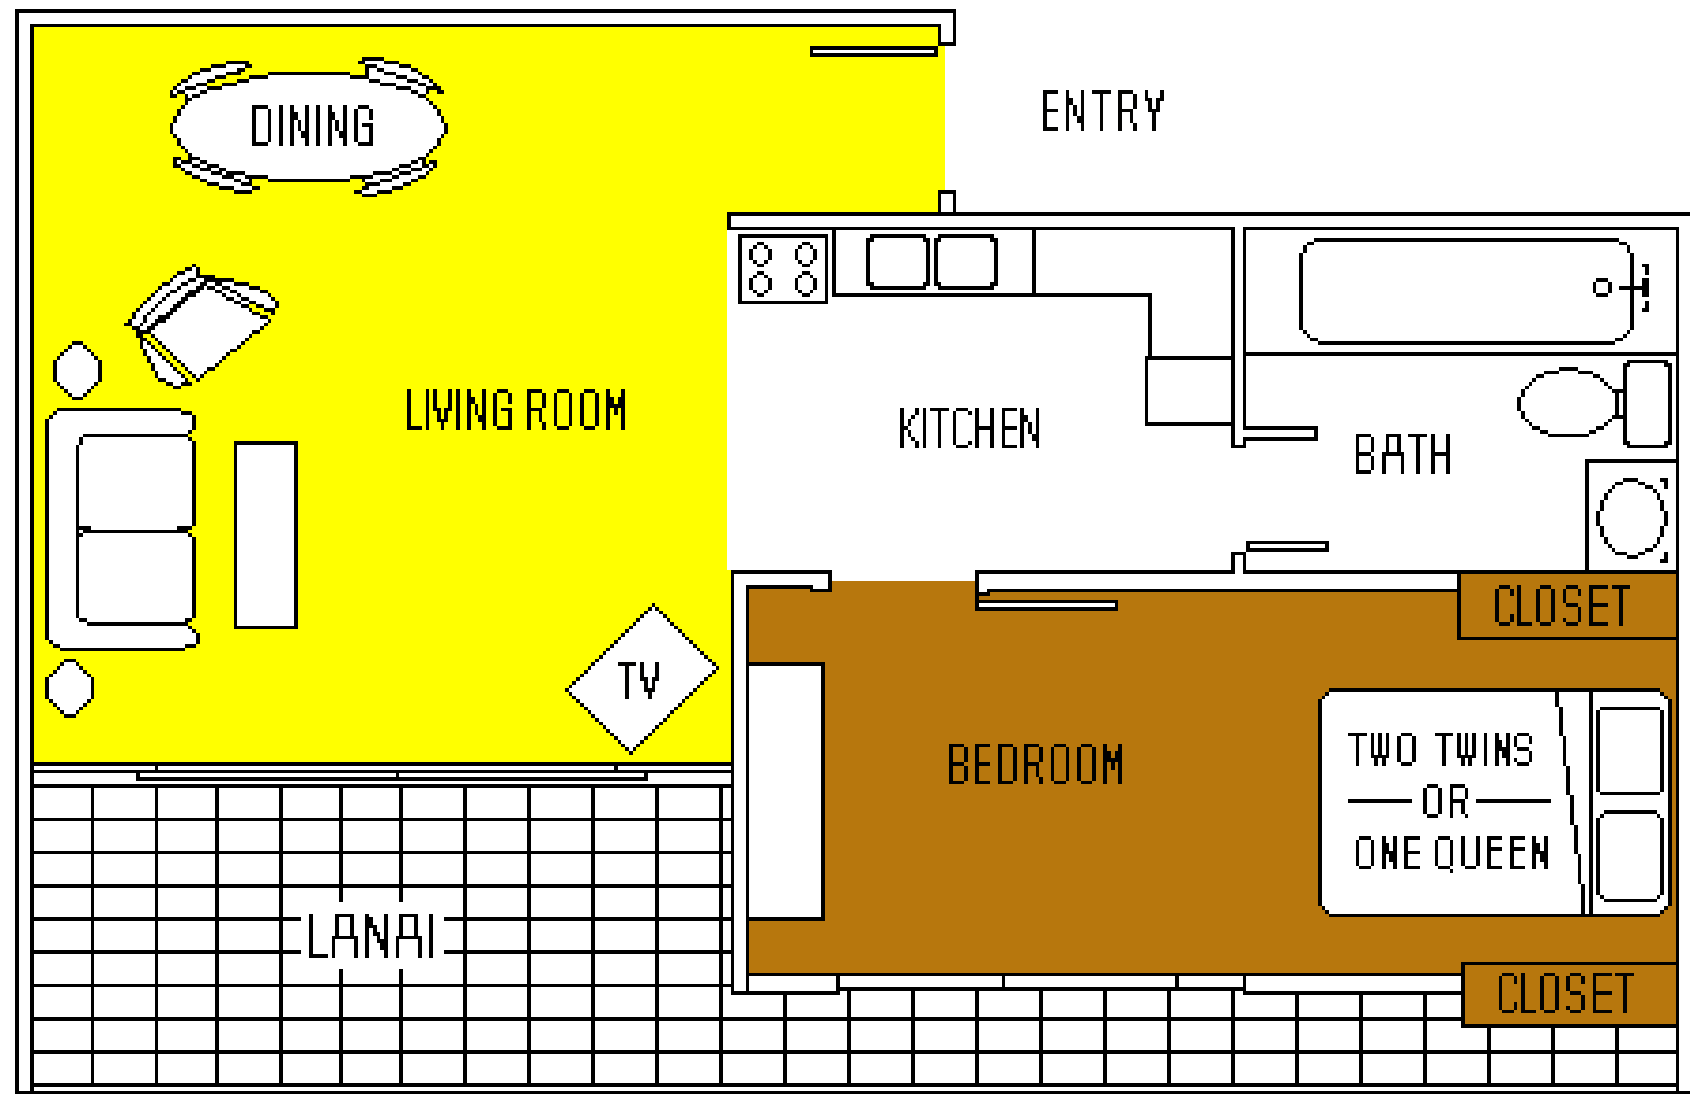 DINING
ENTRY
LIVING ROOM
KITCHEN
BATH
CLOSET
TV
BEDROOM
TWO TWINS
OR
ONE QUEEN
LANAI
CLOSET